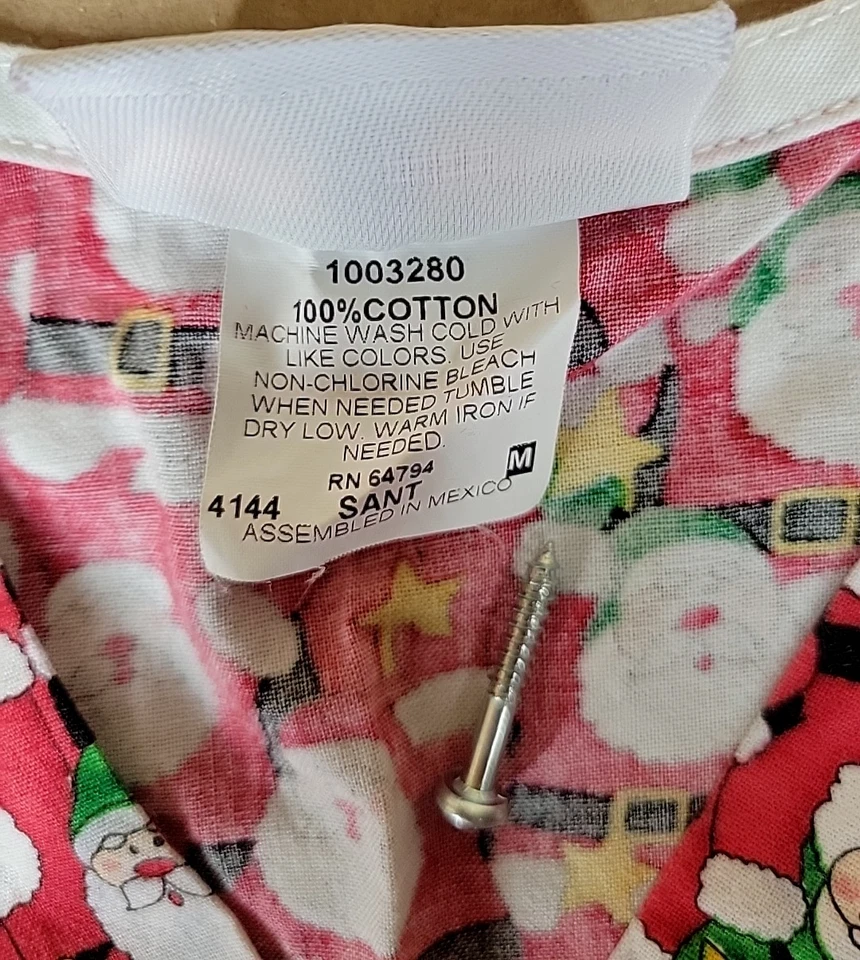 1003280
100%COTTON
MACHINE WASH COLD WITH
LIKE COLORS. USE
NON-CHLORINE BLEACH
WHEN NEEDED TUMBLE
DRY LOW. WARM IRON IF
NEEDED.
RN 64794 M
4144 SANT
ASSEMBLED IN MEXICO